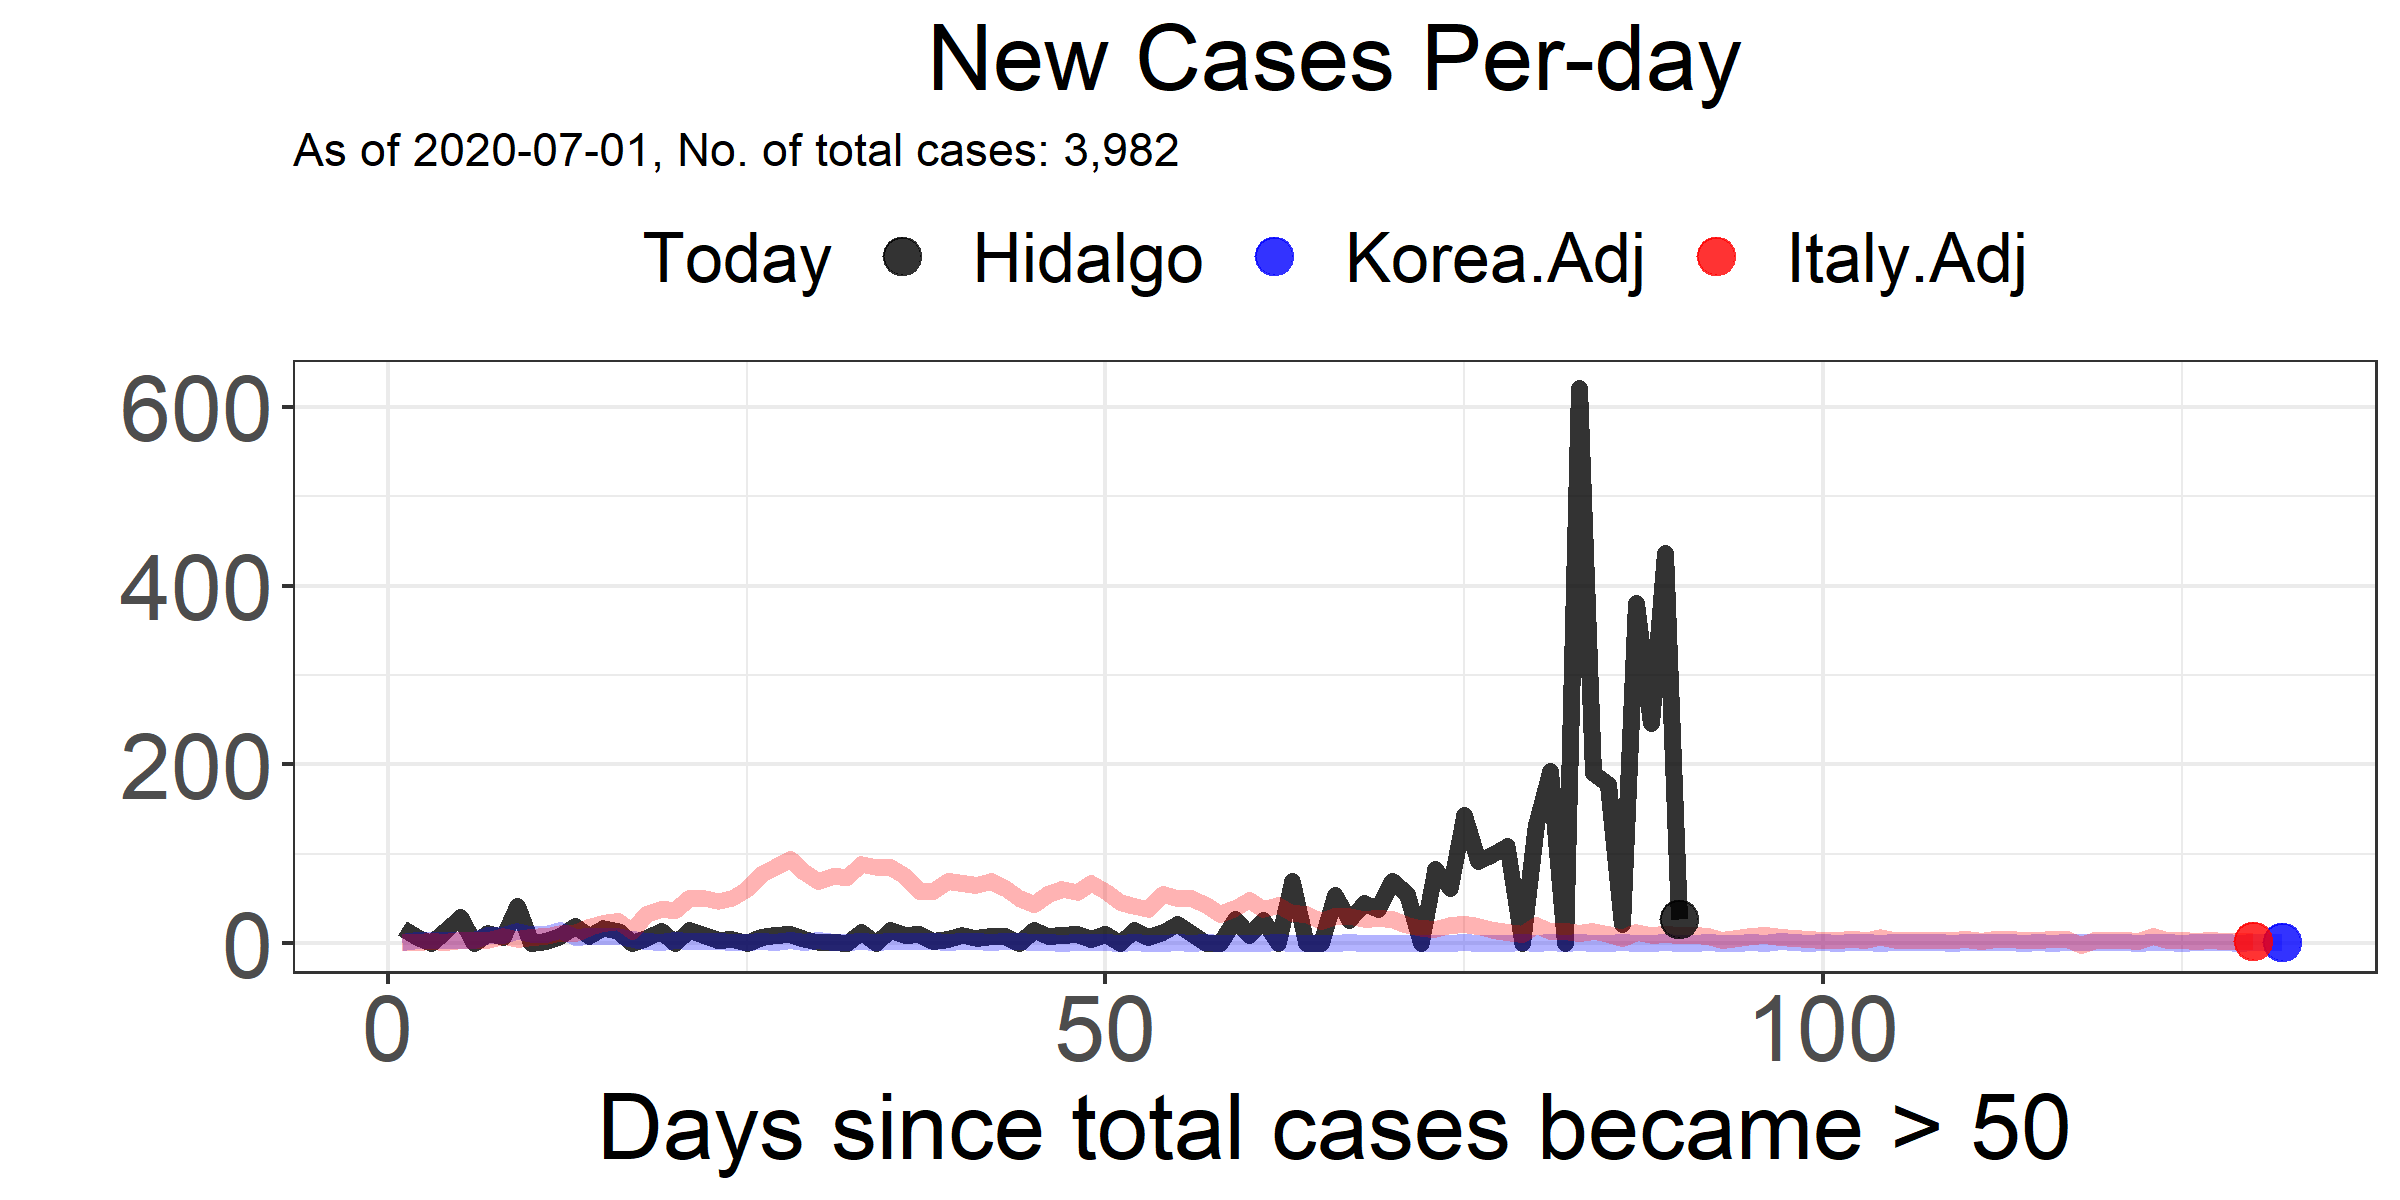 New Cases Per-day
As of 2020-07-01, No. of total cases: 3,982
Today Hidalgo Korea.Adj Italy.Adj
600
400
200
0
0 50 100
Days since total cases became > 50